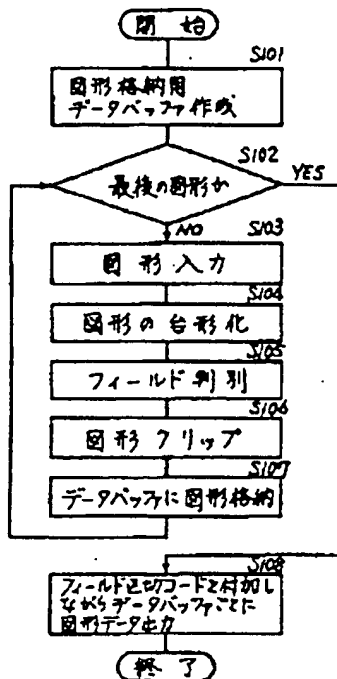 開始
S101
図形格納用
データバッファ作成
S102
最後の図形か
YES
NO
S103
図形入力
S104
図形の台形化
S105
フィールド判別
S106
図形クリップ
S107
データバッファに図形格納
S108
フィールド区切コードを付加し
ながらデータバッファごとに
図形データ出力
終了